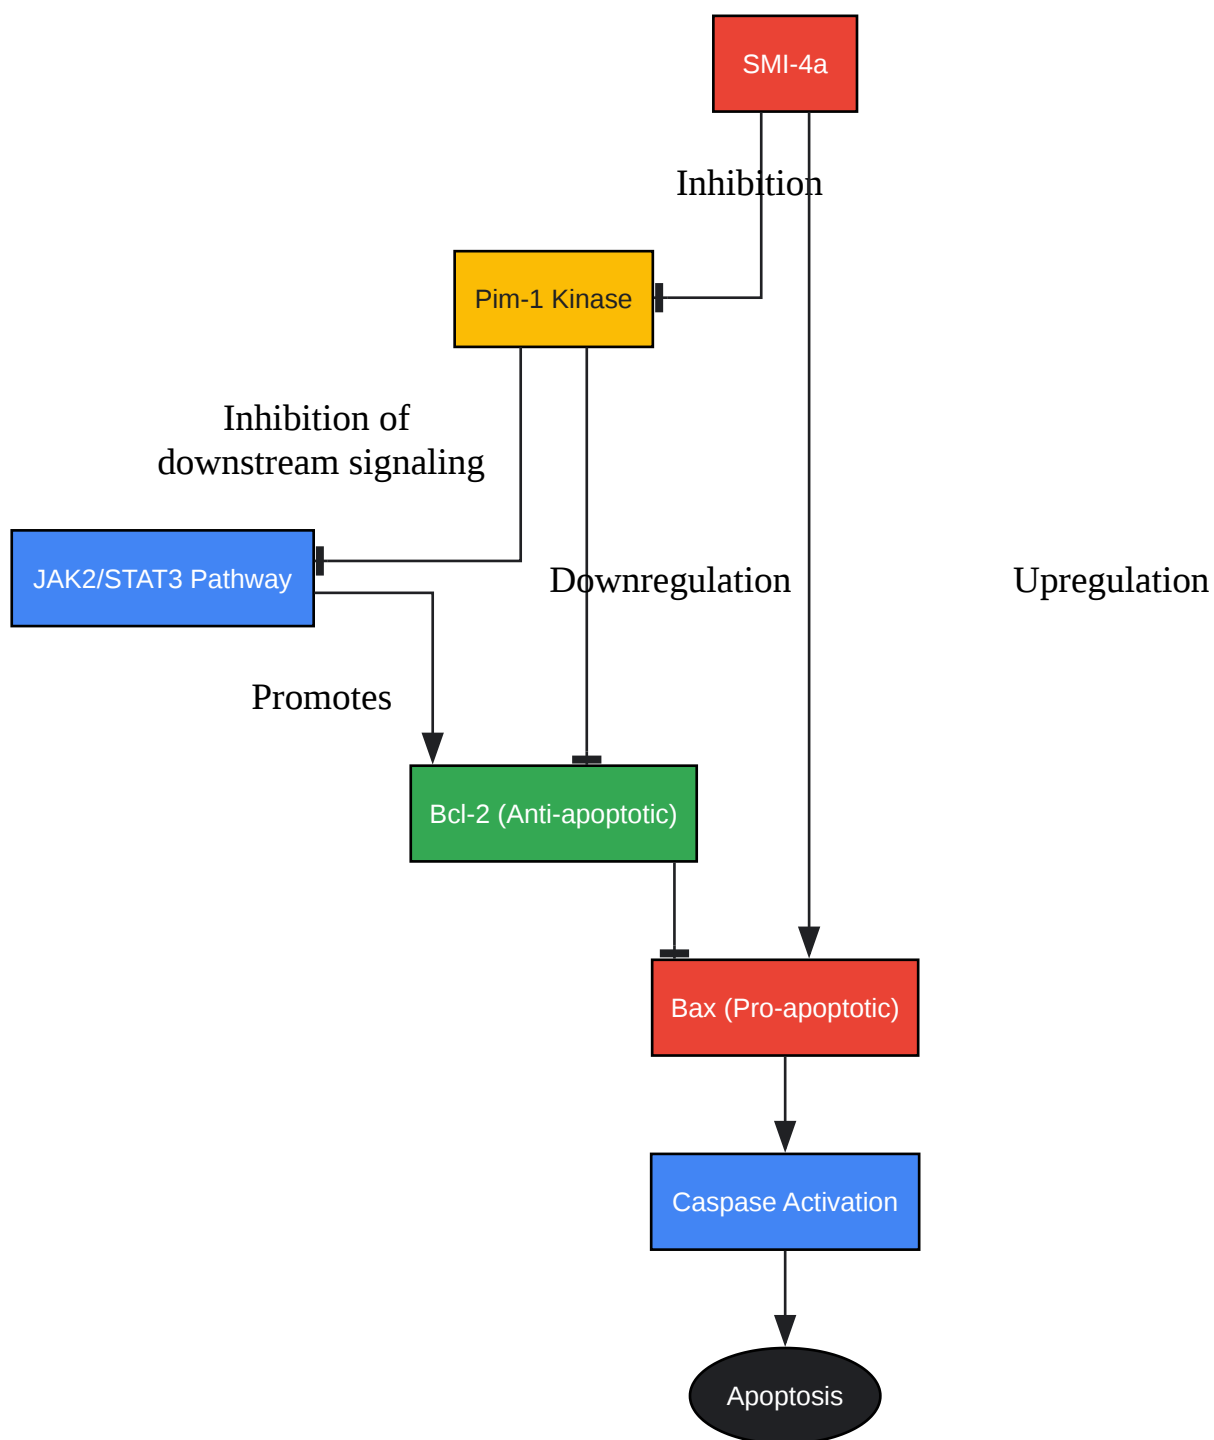 SMI-4a
Inhibition
Pim-1 Kinase
Inhibition of
downstream signaling
JAK2/STAT3 Pathway
Downregulation
Upregulation
Promotes
Bcl-2 (Anti-apoptotic)
Bax (Pro-apoptotic)
Caspase Activation
Apoptosis